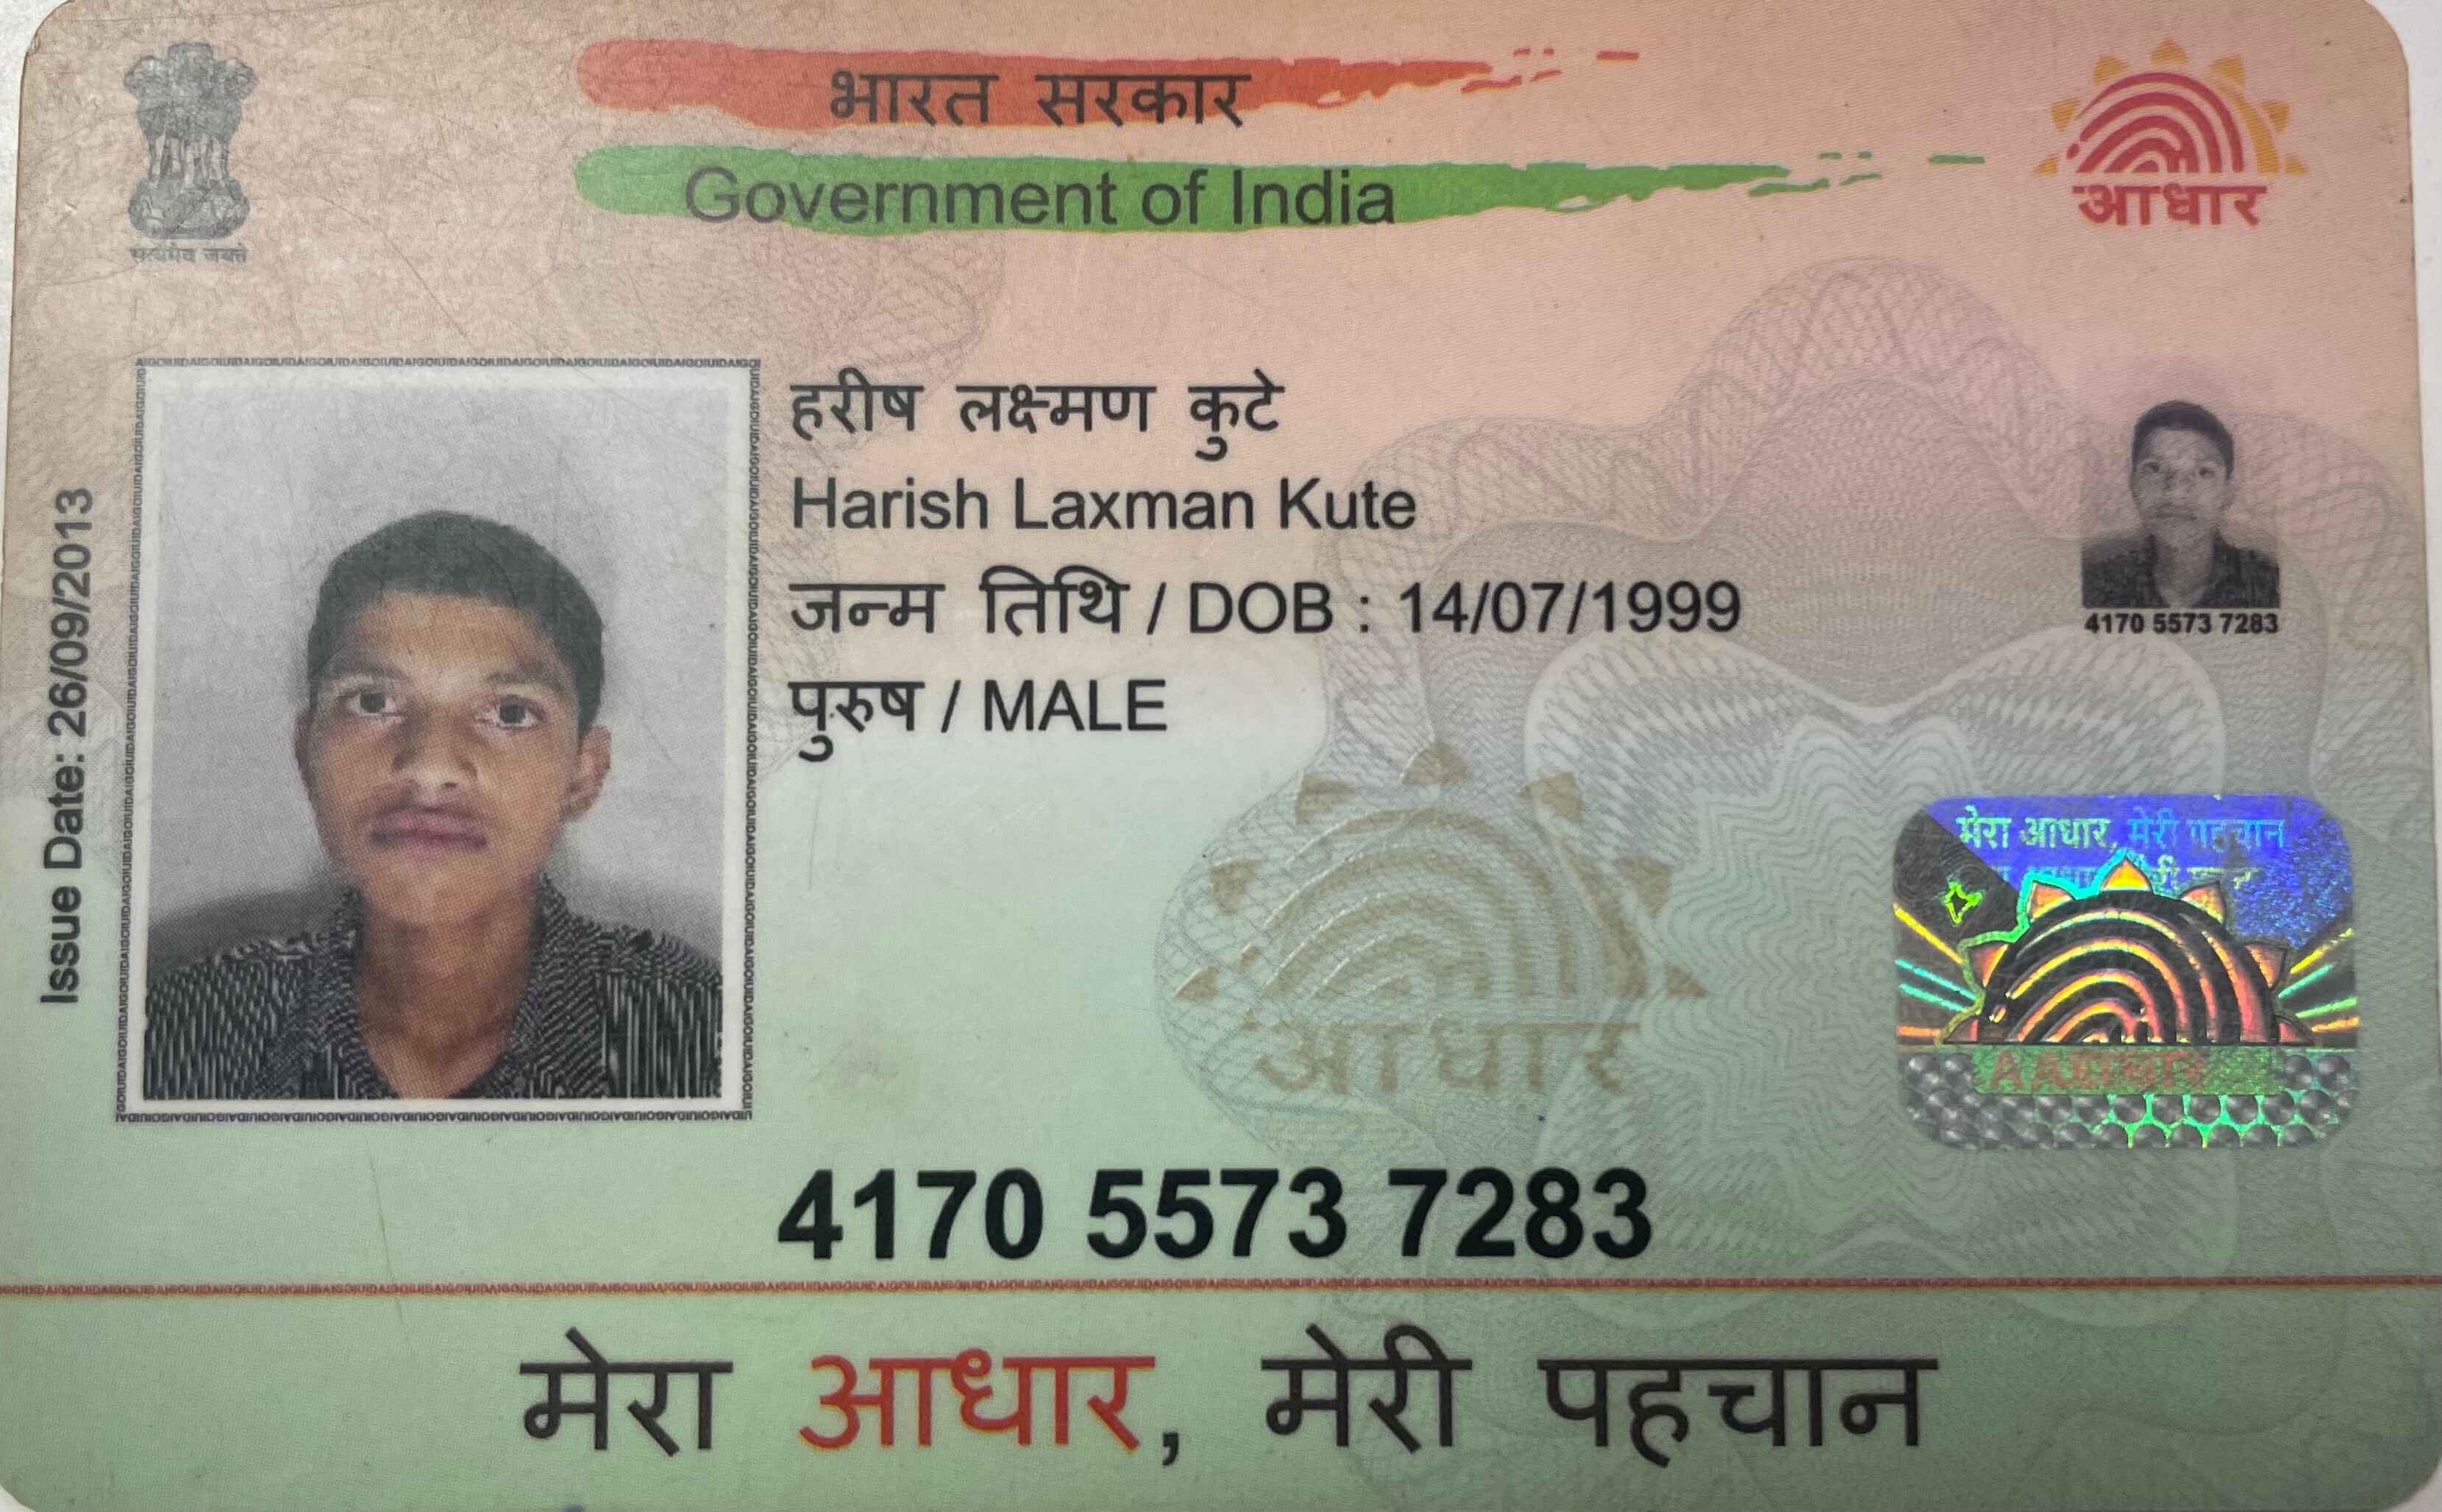 भारत सरकार
Government of India
सत्यमेव जयते
आधार
Issue Date: 26/09/2013
हरीष लक्ष्मण कुटे
Harish Laxman Kute
जन्म तिथि / DOB : 14/07/1999
पुरुष / MALE
4170 5573 7283
मेरा आधार, मेरी पहचान
आधार
AADHAAR
4170 5573 7283
मेरा आधार, मेरी पहचान